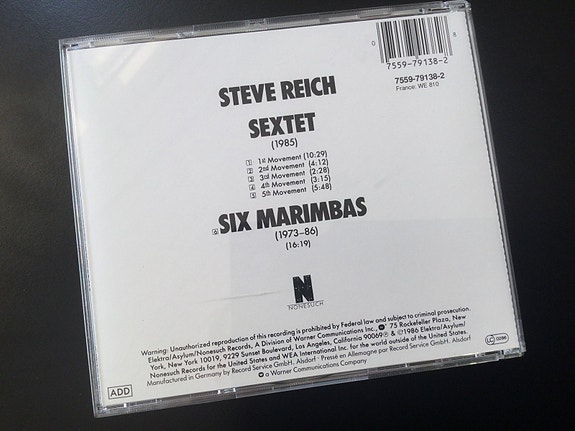 0
8
7559-79138-2
7559-79138-2
France: WE 810
STEVE REICH
SEXTET
(1985)
1 1st Movement (10:29)
2 2nd Movement (4:12)
3 3rd Movement (2:28)
4 4th Movement (3:15)
5 5th Movement (5:48)
6 SIX MARIMBAS
(1973–86)
(16:19)
N
NONESUCH
Warning: Unauthorized reproduction of this recording is prohibited by Federal law and subject to criminal prosecution.
Elektra/Asylum/Nonesuch Records, A Division of Warner Communications Inc., 75 Rockefeller Plaza, New
York, New York 10019, 9229 Sunset Boulevard, Los Angeles, California 90069 ℗ & ©1986 Elektra/Asylum/
Nonesuch Records for the United States and WEA International Inc. for the world outside of the United States.
Manufactured in Germany by Record Service GmbH. Alsdorf · Presse en Allemagne par Record Service GmbH. Alsdorf
a Warner Communications Company
ADD
LC 0286